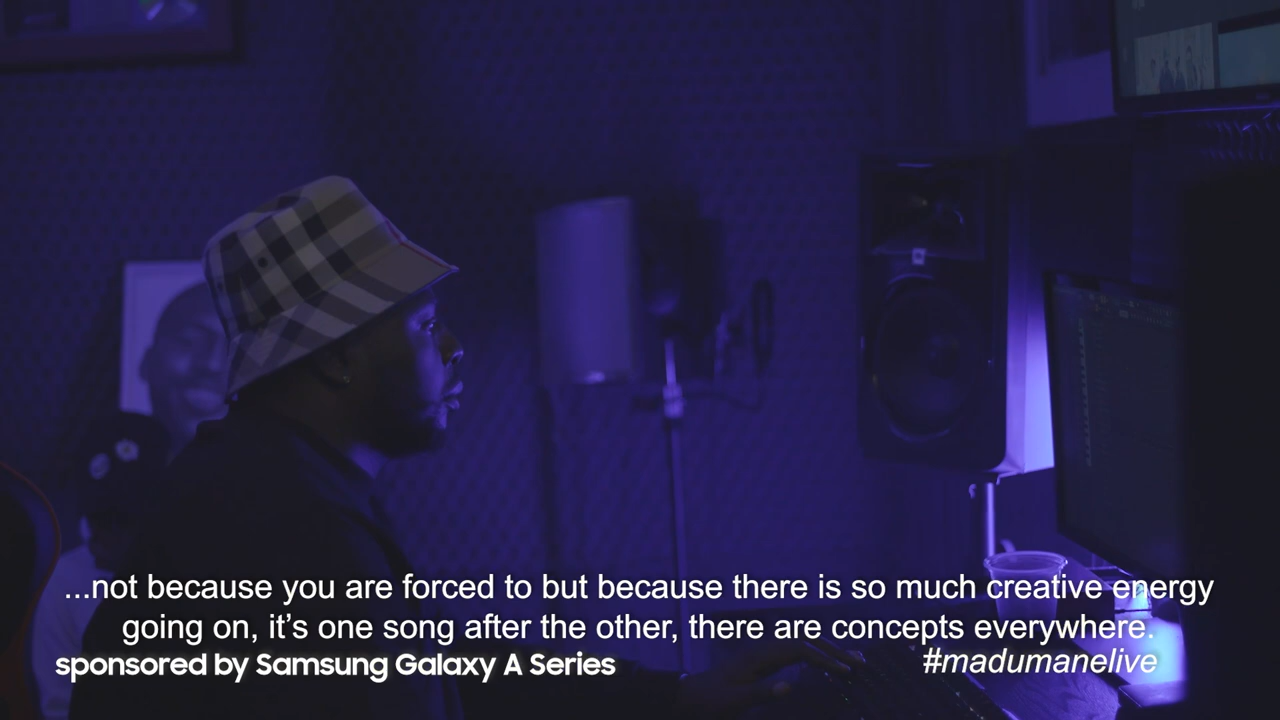 ...not because you are forced to but because there is so much creative energy
going on, it's one song after the other, there are concepts everywhere.
sponsored by Samsung Galaxy A Series
#madumanelive